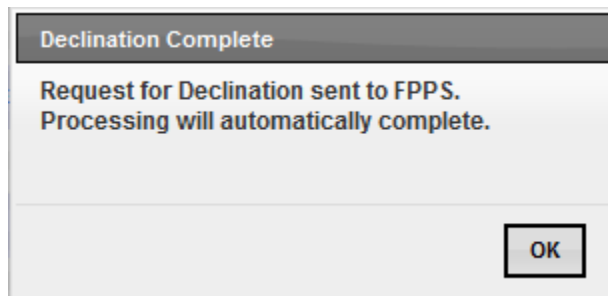 Declination Complete
Request for Declination sent to FPPS.
Processing will automatically complete.
OK